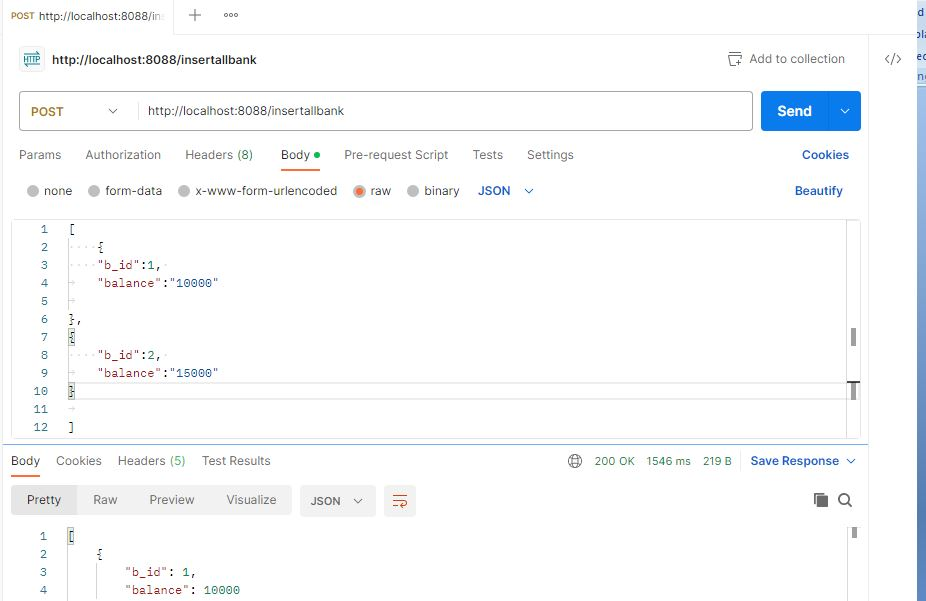 POST http://localhost:8088/in
HTTP http://localhost:8088/insertallbank Add to collection
POST http://localhost:8088/insertallbank Send
Params Authorization Headers (8) Body Pre-request Script Tests Settings Cookies
none form-data x-www-form-urlencoded raw binary JSON Beautify
1 [
2 {
3 "b_id":1,
4 "balance":"10000"
5
6 },
7 {
8 "b_id":2,
9 "balance":"15000"
10 }
11
12 ]
Body Cookies Headers (5) Test Results 200 OK 1546 ms 219 B Save Response
Pretty Raw Preview Visualize JSON
1 [
2 {
3 "b_id": 1,
4 "balance": 10000